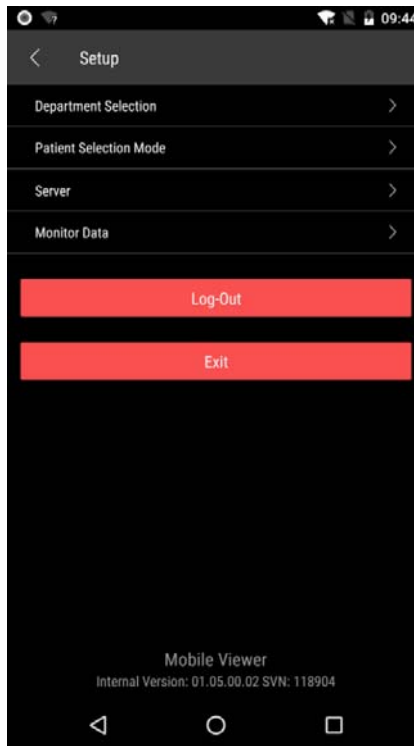 09:44
Setup
Department Selection
Patient Selection Mode
Server
Monitor Data
Log-Out
Exit
Mobile Viewer
Internal Version: 01.05.00.02 SVN: 118904